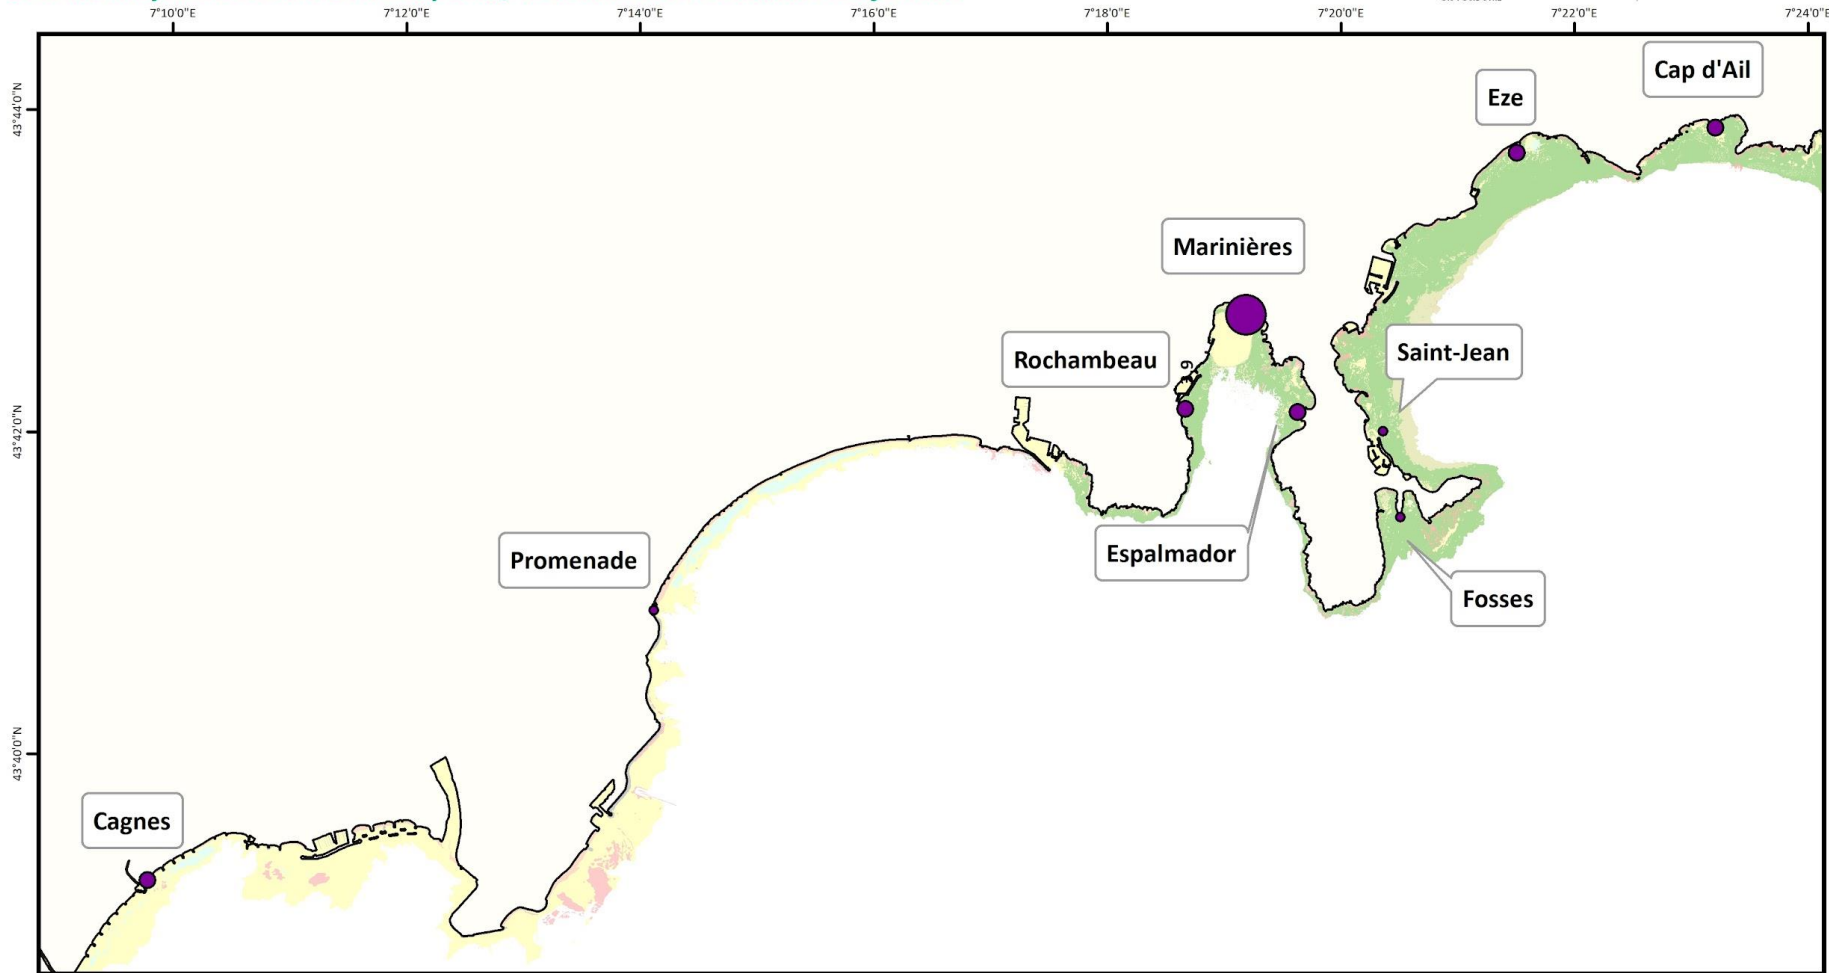 7°10'0"E 7°12'0"E 7°14'0"E 7°16'0"E 7°18'0"E 7°20'0"E 7°22'0"E 7°24'0"E
43°44'0"N
Cap d'Ail
Eze
Marinières
Rochambeau
Saint-Jean
43°42'0"N
Promenade
Espalmador
Fosses
43°40'0"N
Cagnes